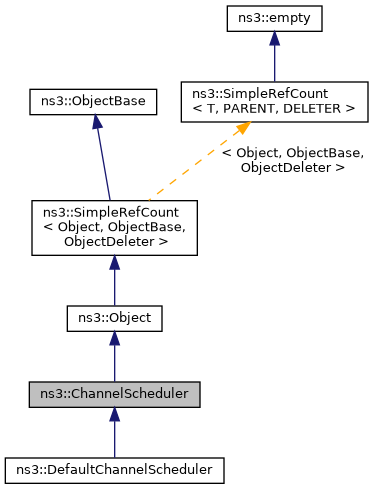 ns3::empty
ns3::SimpleRefCount
< T, PARENT, DELETER >
ns3::ObjectBase
< Object, ObjectBase,
ObjectDeleter >
ns3::SimpleRefCount
< Object, ObjectBase,
ObjectDeleter >
ns3::Object
ns3::ChannelScheduler
ns3::DefaultChannelScheduler